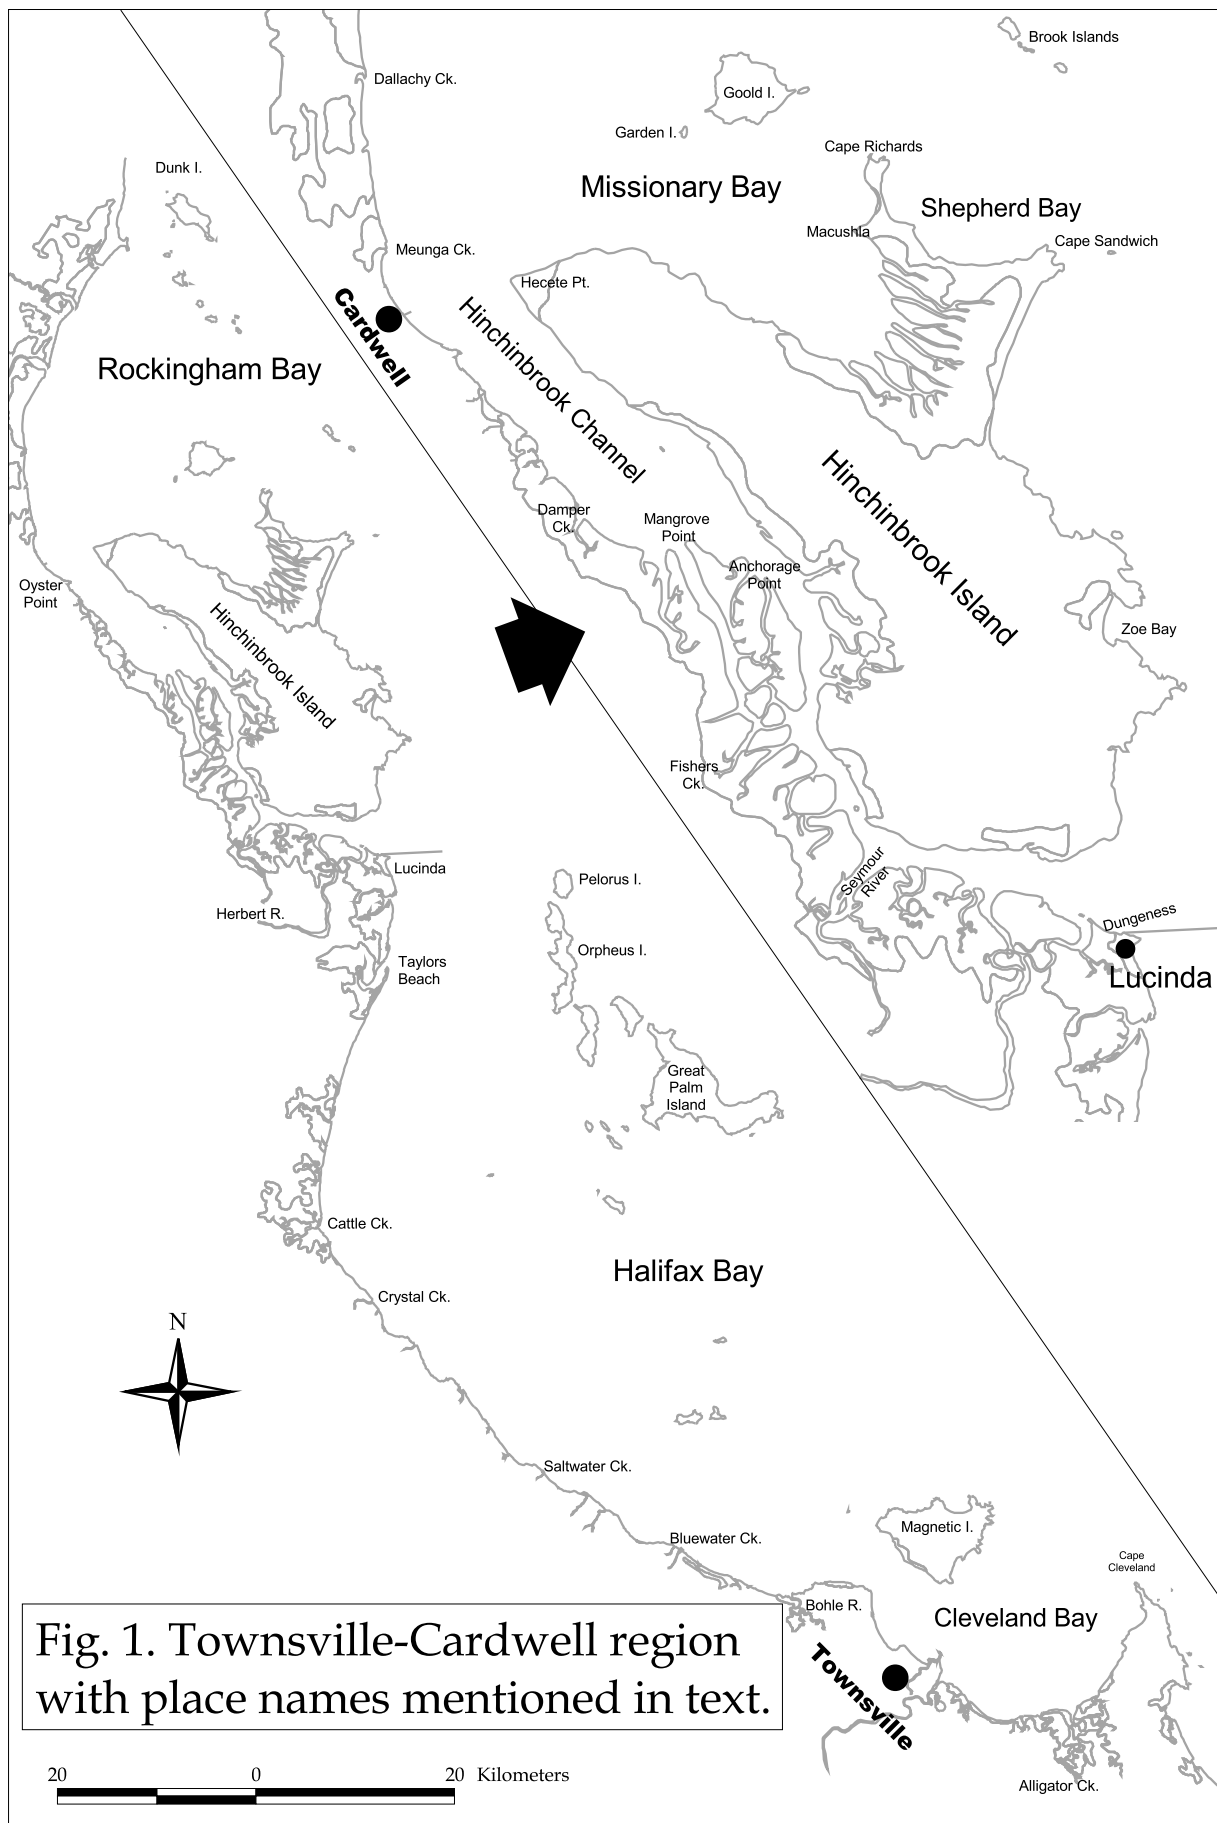 Brook Islands
Dallachy Ck.
Goold I.
Garden I.
Cape Richards
Dunk I.
Missionary Bay
Shepherd Bay
Macushla
Cape Sandwich
Meunga Ck.
Hecete Pt.
Cardwell
Hinchinbrook Channel
Rockingham Bay
Hinchinbrook Island
Damper
Ck.
Mangrove
Point
Anchorage
Point
Oyster
Point
Hinchinbrook Island
Zoe Bay
Fishers
Ck.
Lucinda
Seymour
River
Pelorus I.
Herbert R.
Dungeness
Orpheus I.
Taylors
Beach
Lucinda
Great
Palm
Island
Cattle Ck.
Halifax Bay
Crystal Ck.
N
Saltwater Ck.
Magnetic I.
Bluewater Ck.
Cape
Cleveland
Bohle R.
Cleveland Bay
Fig. 1. Townsville-Cardwell region
with place names mentioned in text.
Townsville
20 0 20 Kilometers
Alligator Ck.